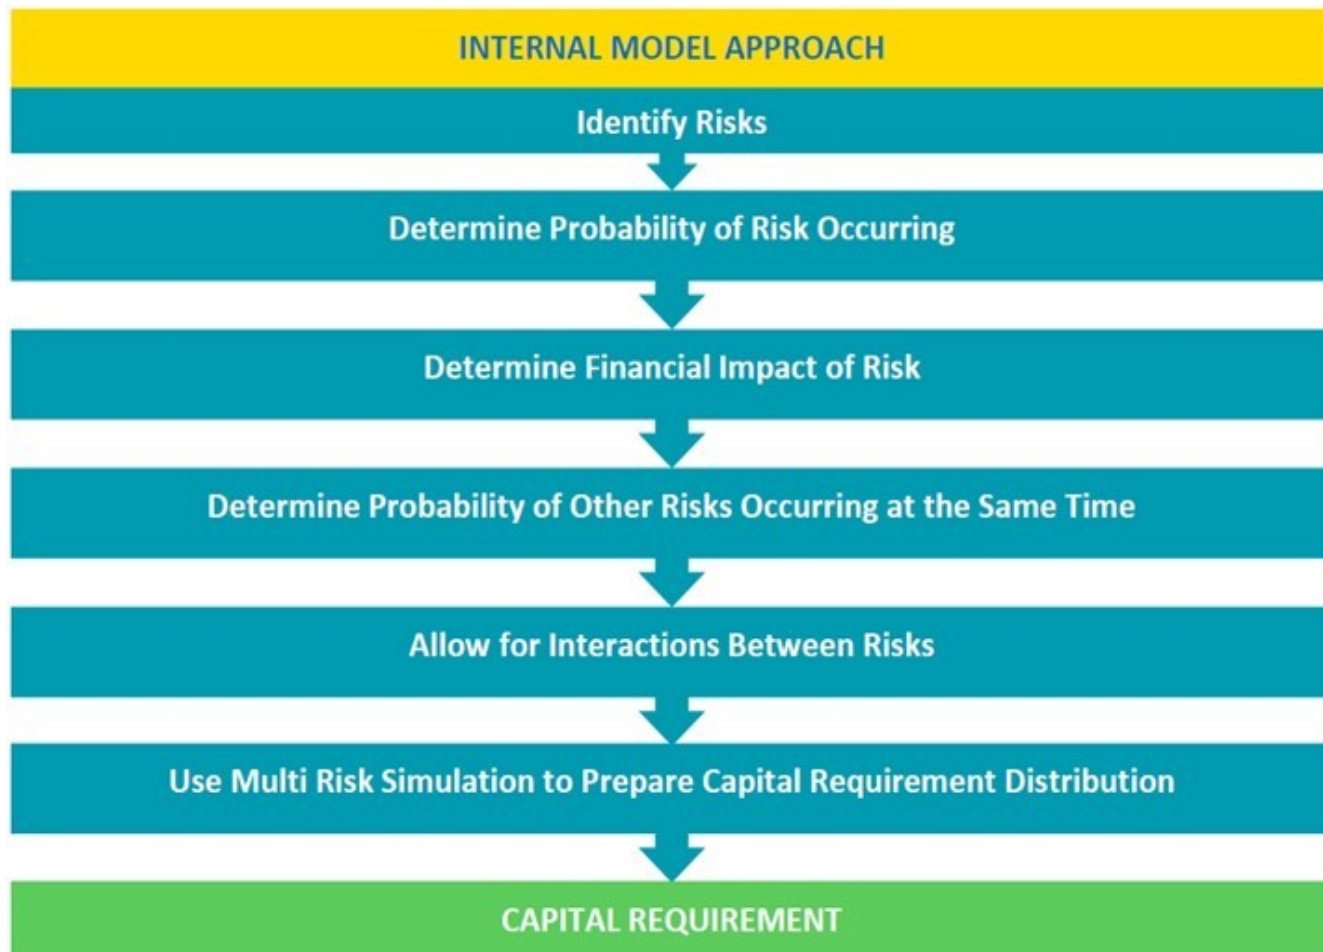 INTERNAL MODEL APPROACH
Identify Risks
Determine Probability of Risk Occurring
Determine Financial Impact of Risk
Determine Probability of Other Risks Occurring at the Same Time
Allow for Interactions Between Risks
Use Multi Risk Simulation to Prepare Capital Requirement Distribution
CAPITAL REQUIREMENT